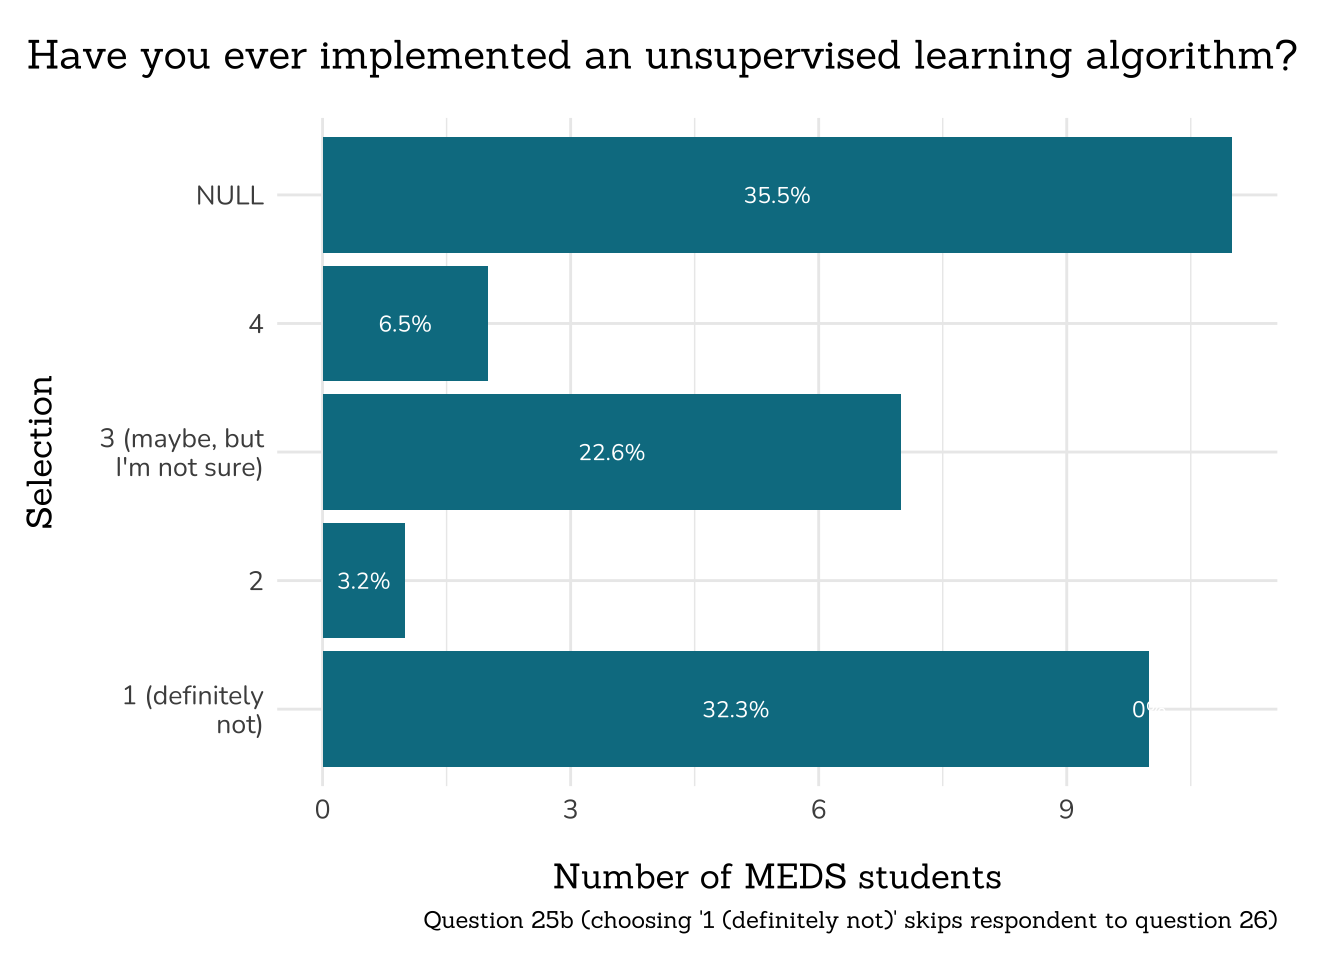 Have you ever implemented an unsupervised learning algorithm?
NULL
35.5%
4
6.5%
3 (maybe, but
I'm not sure)
22.6%
2
3.2%
1 (definitely
not)
32.3%
0%
0
3
6
9
Selection
Number of MEDS students
Question 25b (choosing '1 (definitely not)' skips respondent to question 26)